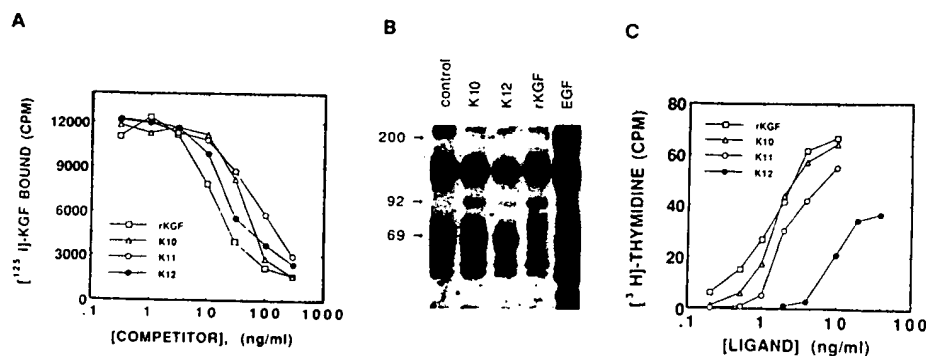 A
[125 I]-KGF BOUND (CPM)
12000
9000
6000
3000
0
rKGF
K10
K11
K12
.1 1 10 100 1000
[COMPETITOR], (ng/ml)
B
control
K10
K12
rKGF
EGF
200
92
69
C
[3 H]-THYMIDINE (CPM)
80
60
40
20
0
rKGF
K10
K11
K12
.1 1 10 100
[LIGAND] (ng/ml)